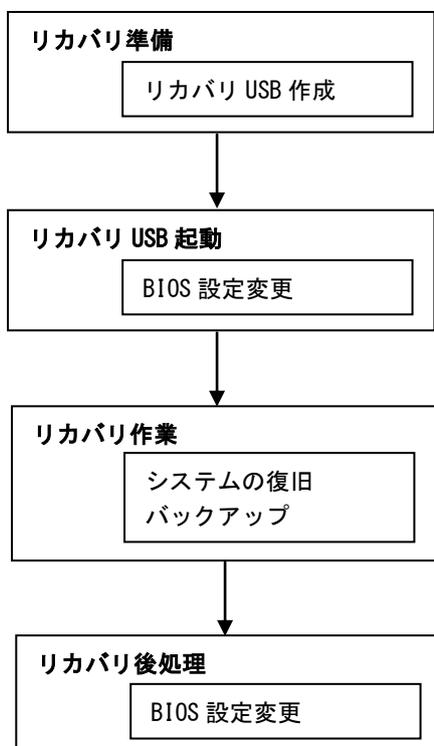 リカバリ準備
リカバリ USB 作成
リカバリ USB 起動
BIOS 設定変更
リカバリ作業
システムの復旧
バックアップ
リカバリ後処理
BIOS 設定変更